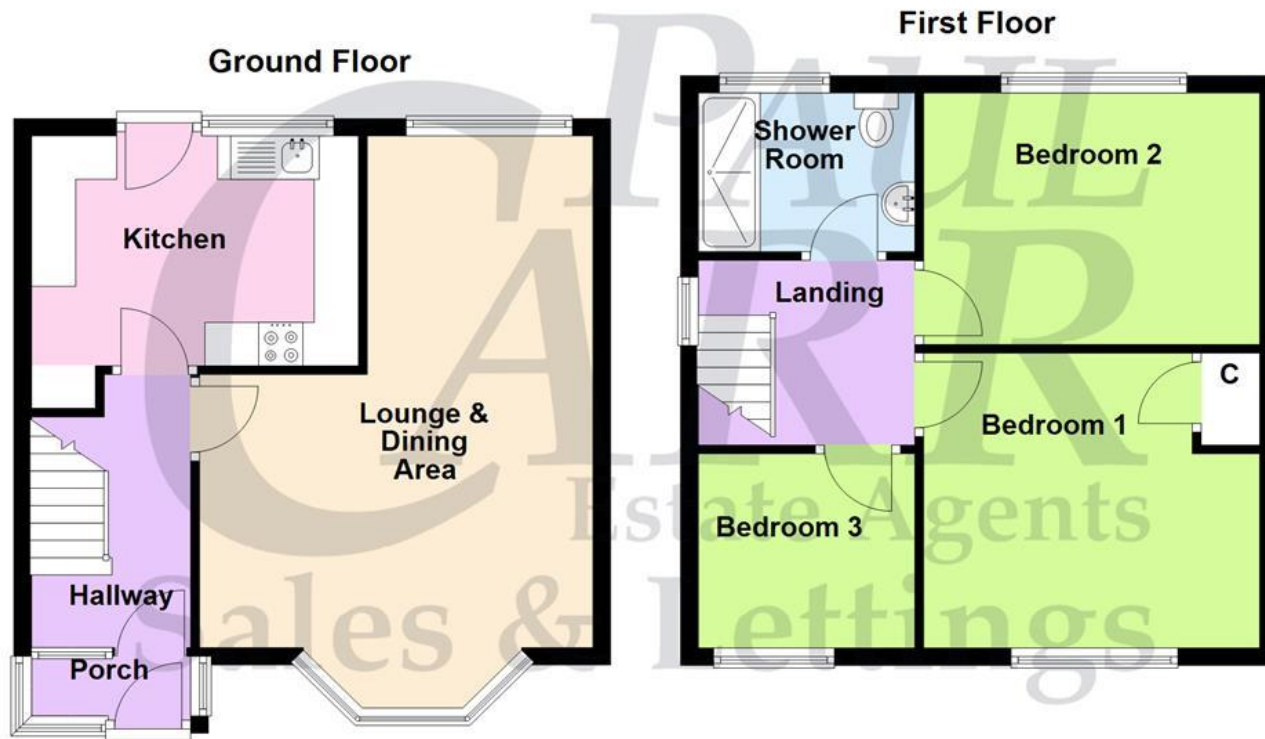 Ground Floor
Kitchen
Lounge &
Dining
Area
Hallway
Porch
First Floor
Shower
Room
Bedroom 2
Landing
Bedroom 1
C
Bedroom 3
PAUL
CARR
Estate Agents
Sales & Lettings